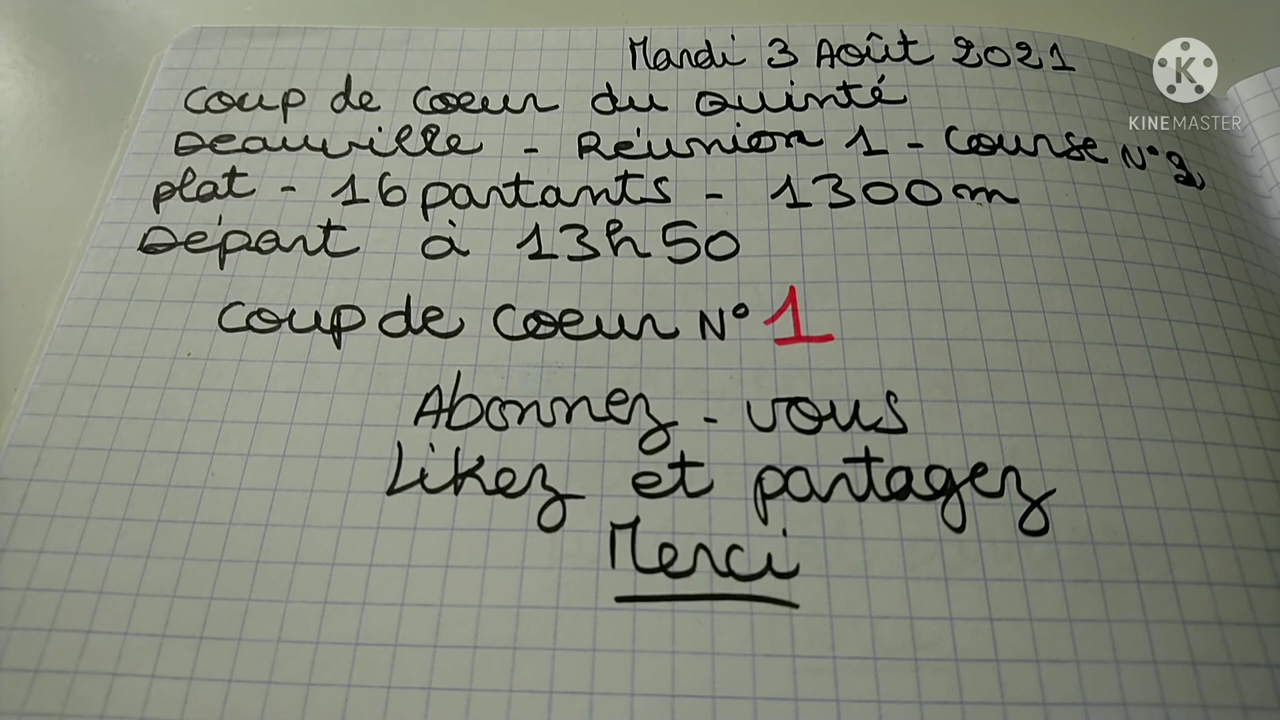 Mardi 3 Août 2021
KINEMASTER
coup de coeur du Quinté
Deauville - Réunion 1 - Course N° 2
plat - 16 partants - 1300m
Départ à 13h50
coup de coeur N° 1
Abonnez-vous
Likez et partagez
Merci